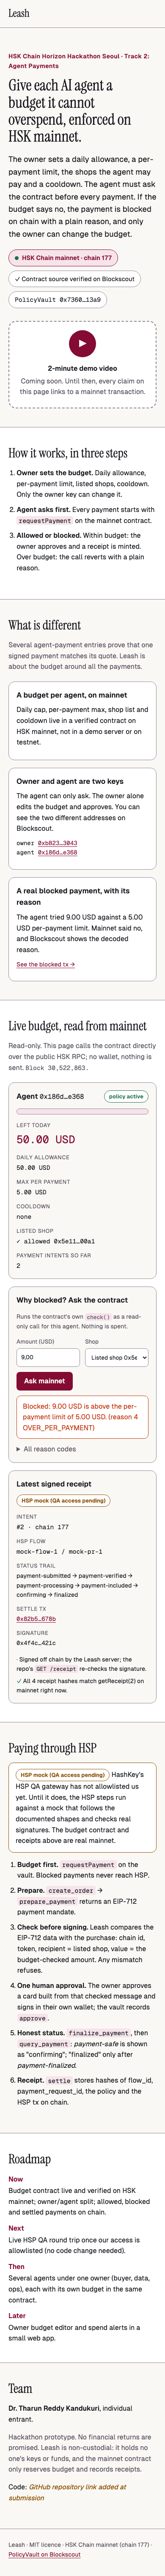 Leash
HSK Chain Horizon Hackathon Seoul · Track 2:
Agent Payments
Give each AI agent a
budget it cannot
overspend, enforced on
HSK mainnet.
The owner sets a daily allowance, a per-
payment limit, the shops the agent
may pay and a cooldown. The agent must ask
the contract before every payment. If the
budget says no, the payment is blocked
on chain with a plain reason, and only
the owner can change the budget.
HSK Chain mainnet · chain 177
✓ Contract source verified on Blockscout
PolicyVault 0x7360…13a9
2-minute demo video
Coming soon. Until then, every claim on
this page links to a mainnet transaction.
How it works, in three steps
1. Owner sets the budget. Daily allowance,
per-payment limit, listed shops, cooldown.
Only the owner key can change it.
2. Agent asks first. Every payment starts with
requestPayment on the mainnet contract.
3. Allowed or blocked. Within budget: the
owner approves and a receipt is minted.
Over budget: the call reverts with a plain
reason.
What is different
Several agent-payment entries prove that one
signed payment can settle. Leash is
about the budget around all the payments.
A budget per agent, on mainnet
Daily cap, per-payment max, shop list and
cooldown live in a verified contract on
HSK mainnet, not in a demo server or on
testnet.
Owner and agent are two keys
The agent can only ask. The owner alone
edits the budget and approves. You can
see the two different addresses on
Blockscout.
owner 0xb823…3043
agent 0x186d…e368
A real blocked payment, with its
reason
The agent tried 9.00 USD against a 5.00
USD per-payment limit. Mainnet said no,
and Blockscout shows the decoded
reason.
See the blocked tx →
Live budget, read from mainnet
Read-only. This page calls the contract directly
over the public HSK RPC; no wallet, nothing is
sent. Block 30,522,863.
Agent 0x186d…e368
policy active
LEFT TODAY
50.00 USD
DAILY ALLOWANCE
50.00 USD
MAX PER PAYMENT
5.00 USD
COOLDOWN
none
LISTED SHOP
✓ allowed 0x5e11…00a1
PAYMENT INTENTS SO FAR
2
Why blocked? Ask the contract
Runs the contract's own check() as a read-
only call for this agent. Nothing is spent.
Amount (USD)
Shop
9.00
Ask mainnet
Blocked: 9.00 USD is above the per-
payment limit of 5.00 USD. (reason 4
OVER_PER_PAYMENT)
▶ All reason codes
Latest signed receipt
HSP mock (QA access pending)
INTENT
#2 · chain 177
HSP FLOW
mock-flow-1 / mock-pr-1
STATUS TRAIL
payment-submitted → payment-verified →
payment-processing → payment-included →
confirming → finalized
SETTLE TX
0x82b5…678b
SIGNATURE
0x4f4c…421c
· Signed off chain by the Leash server; the
repo's GET /receipt re-checks the signature.
✓ All 4 receipt hashes match getReceipt(2) on
mainnet right now.
Paying through HSP
HSP mock (QA access pending) HashKey's
HSP QA gateway has not allowlisted us
yet. Until it does, the HSP steps run
against a mock that follows the
documented shapes and checks real
signatures. The budget contract and
receipts above are real mainnet.
1. Budget first. requestPayment on the
vault. Blocked payments never reach HSP.
2. Prepare. create_order →
prepare_payment returns an EIP-712
payment mandate.
3. Check before signing. Leash compares the
EIP-712 data with the purchase: chain id,
token, recipient = listed shop, value = the
budget-checked amount. Any mismatch
refuses.
4. One human approval. The owner approves
a card built from that checked message and
signs in their own wallet; the vault records
approve.
5. Honest status. finalize_payment, then
query_payment: payment-safe is shown
as "confirming"; "finalized" only after
payment-finalized.
6. Receipt. settle stores hashes of flow_id,
payment_request_id, the policy and the
HSP tx on chain.
Roadmap
Now
Budget contract live and verified on HSK
mainnet; owner/agent split; allowed, blocked
and settled payments on chain.
Next
Live HSP QA round trip once our access is
allowlisted (no code change needed).
Then
Several agents under one owner (buyer, data,
ops), each with its own budget in the same
contract.
Later
Owner budget editor and spend alerts in a
small web app.
Team
Dr. Tharun Reddy Kandukuri, individual
entrant.
Hackathon prototype. No financial returns are
promised. Leash is non-custodial: it holds no
one's keys or funds, and the mainnet contract
only reserves budget and records receipts.
Code: GitHub repository link added at
submission
Leash · MIT licence · HSK Chain mainnet (chain 177) ·
PolicyVault on Blockscout